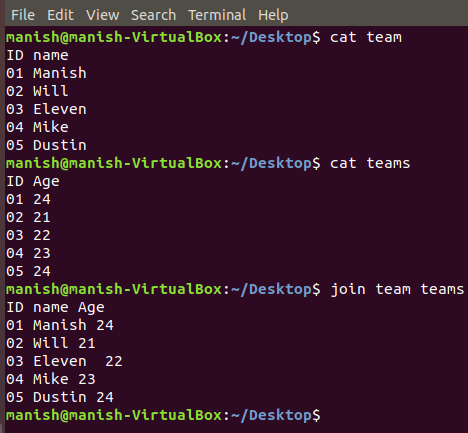 File Edit View Search Terminal Help
manish@manish-VirtualBox:~/Desktop$ cat team
ID name
01 Manish
02 Will
03 Eleven
04 Mike
05 Dustin
manish@manish-VirtualBox:~/Desktop$ cat teams
ID Age
01 24
02 21
03 22
04 23
05 24
manish@manish-VirtualBox:~/Desktop$ join team teams
ID name Age
01 Manish 24
02 Will 21
03 Eleven  22
04 Mike 23
05 Dustin 24
manish@manish-VirtualBox:~/Desktop$